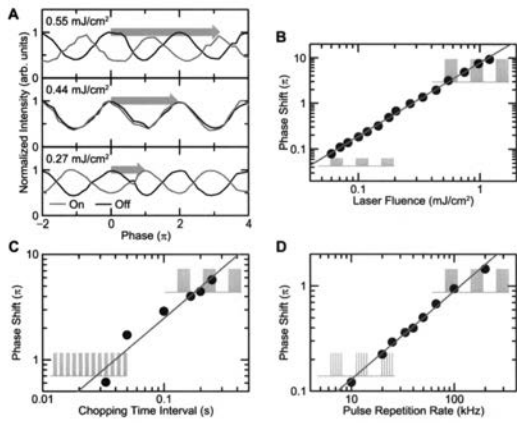 A
0.55 mJ/cm²
0.44 mJ/cm²
0.27 mJ/cm²
On Off
1
0
1
0
1
0
-2 0 2 4
Phase (π)
Normalized Intensity (arb. units)
B
10
1
0.1
0.1 1
Phase Shift (π)
Laser Fluence (mJ/cm²)
C
10
1
0.01 0.1
Phase Shift (π)
Chopping Time Interval (s)
D
1
0.1
10 100
Phase Shift (π)
Pulse Repetition Rate (kHz)